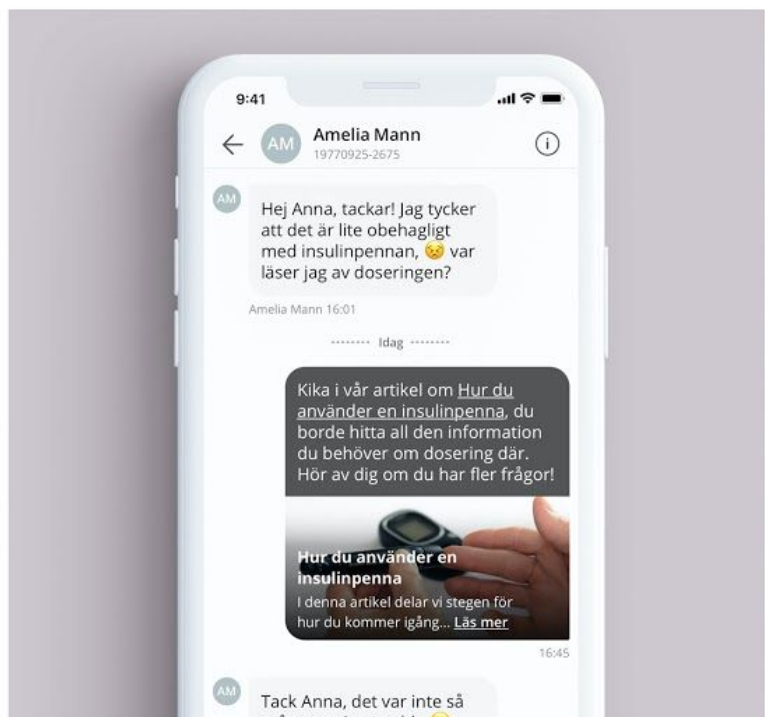 9:41
AM
Amelia Mann
19770925-2675
AM
Hej Anna, tackar! Jag tycker
att det är lite obehagligt
med insulinpennan, 😣 var
läser jag av doseringen?
Amelia Mann 16:01
Idag
Kika i vår artikel om Hur du
använder en insulinpenna, du
borde hitta all den information
du behöver om dosering där.
Hör av dig om du har fler frågor!
Hur du använder en
insulinpenna
I denna artikel delar vi stegen för
hur du kommer igång... Läs mer
16:45
AM
Tack Anna, det var inte så